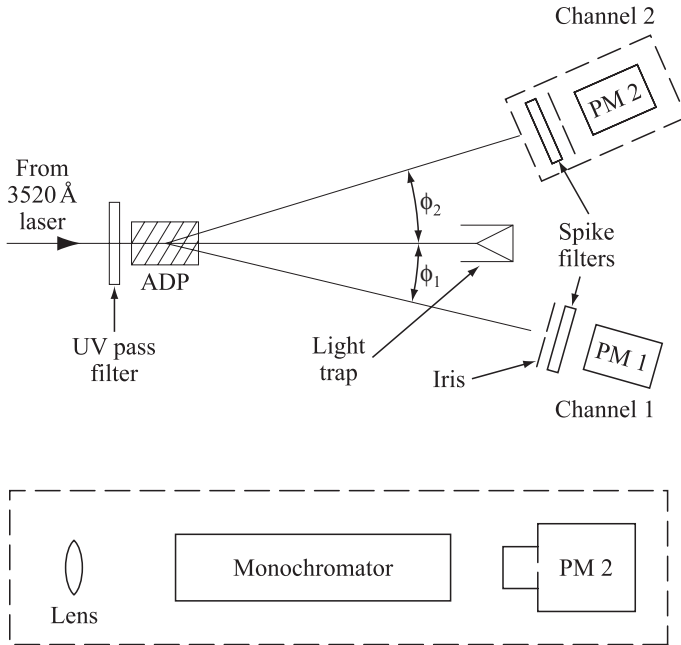 Channel 2
PM 2
From
3520 Å
laser
ϕ2
Spike
filters
ADP
ϕ1
UV pass
filter
Light
trap
Iris
PM 1
Channel 1
Lens
Monochromator
PM 2